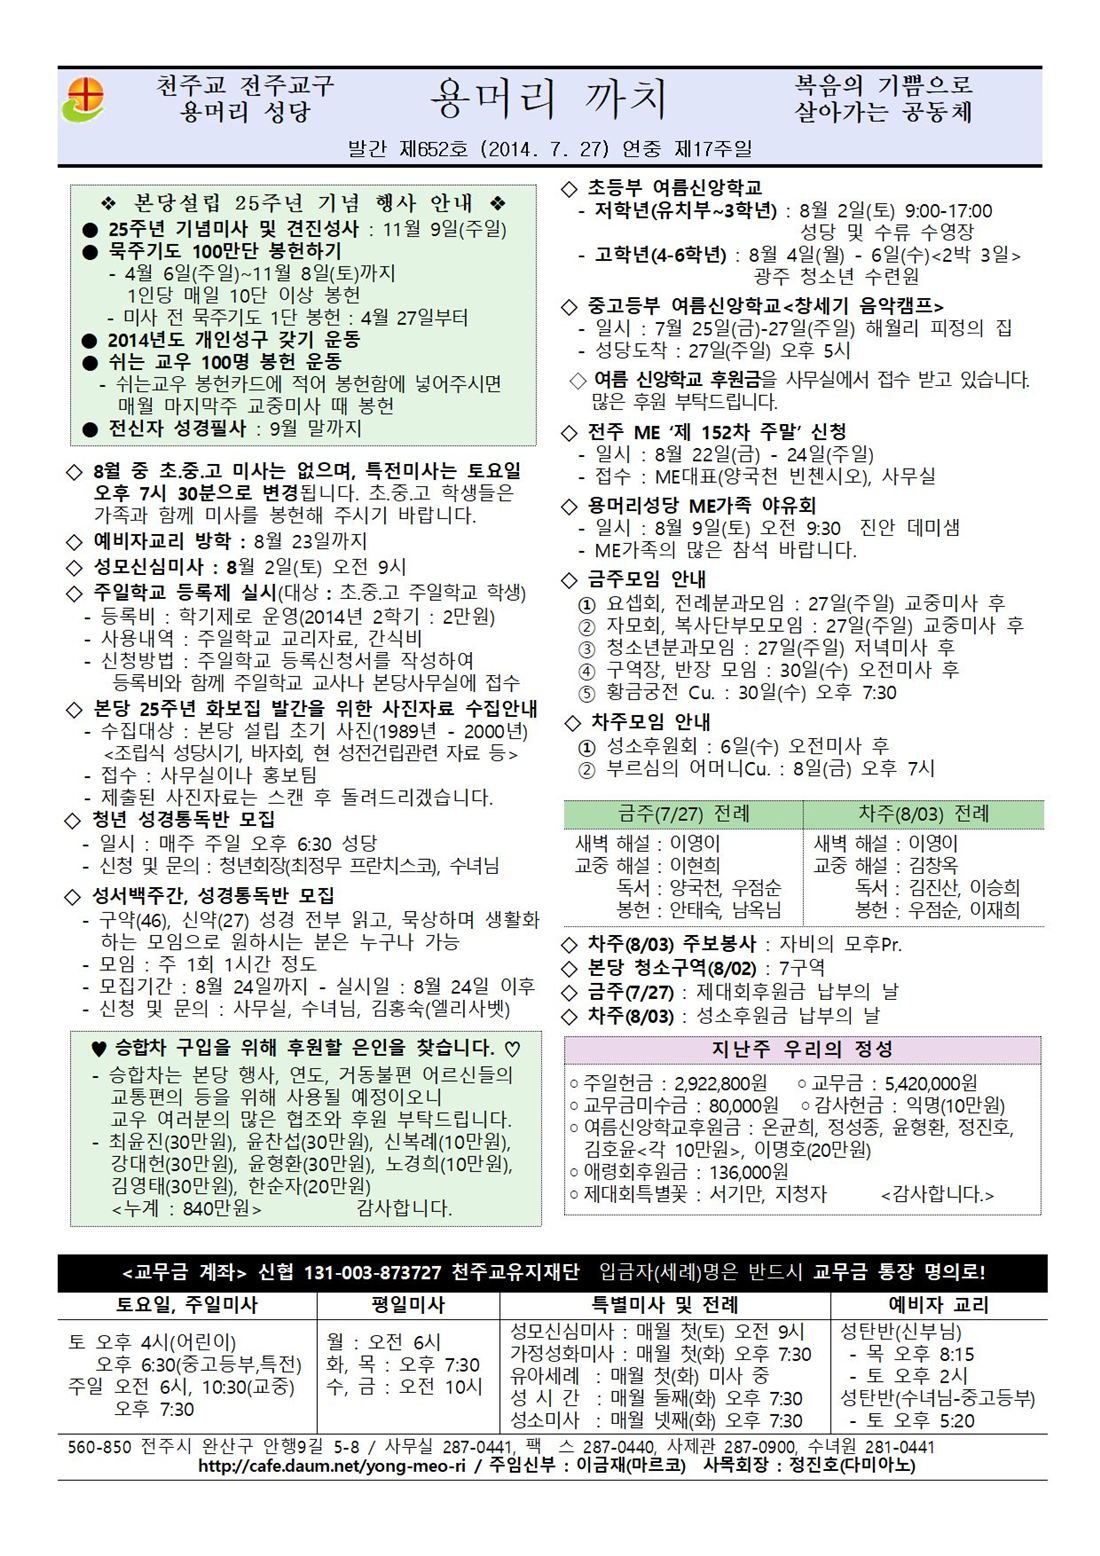 천주교 전주교구
용머리 성당
용머리 까치
복음의 기쁨으로
살아가는 공동체
발간 제652호 (2014. 7. 27) 연중 제17주일
❖ 본당설립 25주년 기념 행사 안내 ❖
● 25주년 기념미사 및 견진성사 : 11월 9일(주일)
● 묵주기도 100만단 봉헌하기
- 4월 6일(주일)~11월 8일(토)까지
1인당 매일 10단 이상 봉헌
- 미사 전 묵주기도 1단 봉헌 : 4월 27일부터
● 2014년도 개인성구 갖기 운동
● 쉬는 교우 100명 봉헌 운동
- 쉬는교우 봉헌카드에 적어 봉헌함에 넣어주시면
매월 마지막주 교중미사 때 봉헌
● 전신자 성경필사 : 9월 말까지
◇ 8월 중 초.중.고 미사는 없으며, 특전미사는 토요일
오후 7시 30분으로 변경됩니다. 초.중.고 학생들은
가족과 함께 미사를 봉헌해 주시기 바랍니다.
◇ 예비자교리 방학 : 8월 23일까지
◇ 성모신심미사 : 8월 2일(토) 오전 9시
◇ 주일학교 등록제 실시(대상 : 초.중.고 주일학교 학생)
- 등록비 : 학기제로 운영(2014년 2학기 : 2만원)
- 사용내역 : 주일학교 교리자료, 간식비
- 신청방법 : 주일학교 등록신청서를 작성하여
등록비와 함께 주일학교 교사나 본당사무실에 접수
◇ 본당 25주년 화보집 발간을 위한 사진자료 수집안내
- 수집대상 : 본당 설립 초기 사진(1989년 - 2000년)
<조립식 성당시기, 바자회, 현 성전건립관련 자료 등>
- 접수 : 사무실이나 홍보팀
- 제출된 사진자료는 스캔 후 돌려드리겠습니다.
◇ 청년 성경통독반 모집
- 일시 : 매주 주일 오후 6:30 성당
- 신청 및 문의 : 청년회장(최정무 프란치스코), 수녀님
◇ 성서백주간, 성경통독반 모집
- 구약(46), 신약(27) 성경 전부 읽고, 묵상하며 생활화
하는 모임으로 원하시는 분은 누구나 가능
- 모임 : 주 1회 1시간 정도
- 모집기간 : 8월 24일까지 - 실시일 : 8월 24일 이후
- 신청 및 문의 : 사무실, 수녀님, 김홍숙(엘리사벳)
♥ 승합차 구입을 위해 후원할 은인을 찾습니다. ♡
- 승합차는 본당 행사, 연도, 거동불편 어르신들의
교통편의 등을 위해 사용될 예정이오니
교우 여러분의 많은 협조와 후원 부탁드립니다.
- 최윤진(30만원), 윤찬섭(30만원), 신복례(10만원),
강대헌(30만원), 윤형환(30만원), 노경희(10만원),
김영태(30만원), 한순자(20만원)
<누계 : 840만원> 감사합니다.
◇ 초등부 여름신앙학교
- 저학년(유치부~3학년) : 8월 2일(토) 9:00-17:00
성당 및 수류 수영장
- 고학년(4-6학년) : 8월 4일(월) - 6일(수)<2박 3일>
광주 청소년 수련원
◇ 중고등부 여름신앙학교<창세기 음악캠프>
- 일시 : 7월 25일(금)-27일(주일) 해월리 피정의 집
- 성당도착 : 27일(주일) 오후 5시
◇ 여름 신앙학교 후원금을 사무실에서 접수 받고 있습니다.
많은 후원 부탁드립니다.
◇ 전주 ME ‘제 152차 주말’ 신청
- 일시 : 8월 22일(금) - 24일(주일)
- 접수 : ME대표(양국천 빈첸시오), 사무실
◇ 용머리성당 ME가족 야유회
- 일시 : 8월 9일(토) 오전 9:30 진안 데미샘
- ME가족의 많은 참석 바랍니다.
◇ 금주모임 안내
① 요셉회, 전례분과모임 : 27일(주일) 교중미사 후
② 자모회, 복사단부모모임 : 27일(주일) 교중미사 후
③ 청소년분과모임 : 27일(주일) 저녁미사 후
④ 구역장, 반장 모임 : 30일(수) 오전미사 후
⑤ 황금궁전 Cu. : 30일(수) 오후 7:30
◇ 차주모임 안내
① 성소후원회 : 6일(수) 오전미사 후
② 부르심의 어머니Cu. : 8일(금) 오후 7시
금주(7/27) 전례 차주(8/03) 전례
새벽 해설 : 이영이 새벽 해설 : 이영이
교중 해설 : 이현희 교중 해설 : 김창옥
독서 : 양국천, 우점순 독서 : 김진산, 이승희
봉헌 : 안태숙, 남옥님 봉헌 : 우점순, 이재희
◇ 차주(8/03) 주보봉사 : 자비의 모후Pr.
◇ 본당 청소구역(8/02) : 7구역
◇ 금주(7/27) : 제대회후원금 납부의 날
◇ 차주(8/03) : 성소후원금 납부의 날
지난주 우리의 정성
○ 주일헌금 : 2,922,800원 ○ 교무금 : 5,420,000원
○ 교무금미수금 : 80,000원 ○ 감사헌금 : 익명(10만원)
○ 여름신앙학교후원금 : 온균희, 정성종, 윤형환, 정진호,
김호윤<각 10만원>, 이명호(20만원)
○ 애령회후원금 : 136,000원
○ 제대회특별꽃 : 서기만, 지청자 <감사합니다.>
<교무금 계좌> 신협 131-003-873727 천주교유지재단 입금자(세례)명은 반드시 교무금 통장 명의로!
토요일, 주일미사 평일미사 특별미사 및 전례 예비자 교리
토 오후 4시(어린이)
오후 6:30(중고등부,특전)
주일 오전 6시, 10:30(교중)
오후 7:30
월 : 오전 6시
화, 목 : 오후 7:30
수, 금 : 오전 10시
성모신심미사 : 매월 첫(토) 오전 9시
가정성화미사 : 매월 첫(화) 오후 7:30
유아세례 : 매월 첫(화) 미사 중
성 시 간 : 매월 둘째(화) 오후 7:30
성소미사 : 매월 넷째(화) 오후 7:30
성탄반(신부님)
- 목 오후 8:15
- 토 오후 2시
성탄반(수녀님-중고등부)
- 토 오후 5:20
560-850 전주시 완산구 안행9길 5-8 / 사무실 287-0441, 팩 스 287-0440, 사제관 287-0900, 수녀원 281-0441
http://cafe.daum.net/yong-meo-ri / 주임신부 : 이금재(마르코) 사목회장 : 정진호(다미아노)